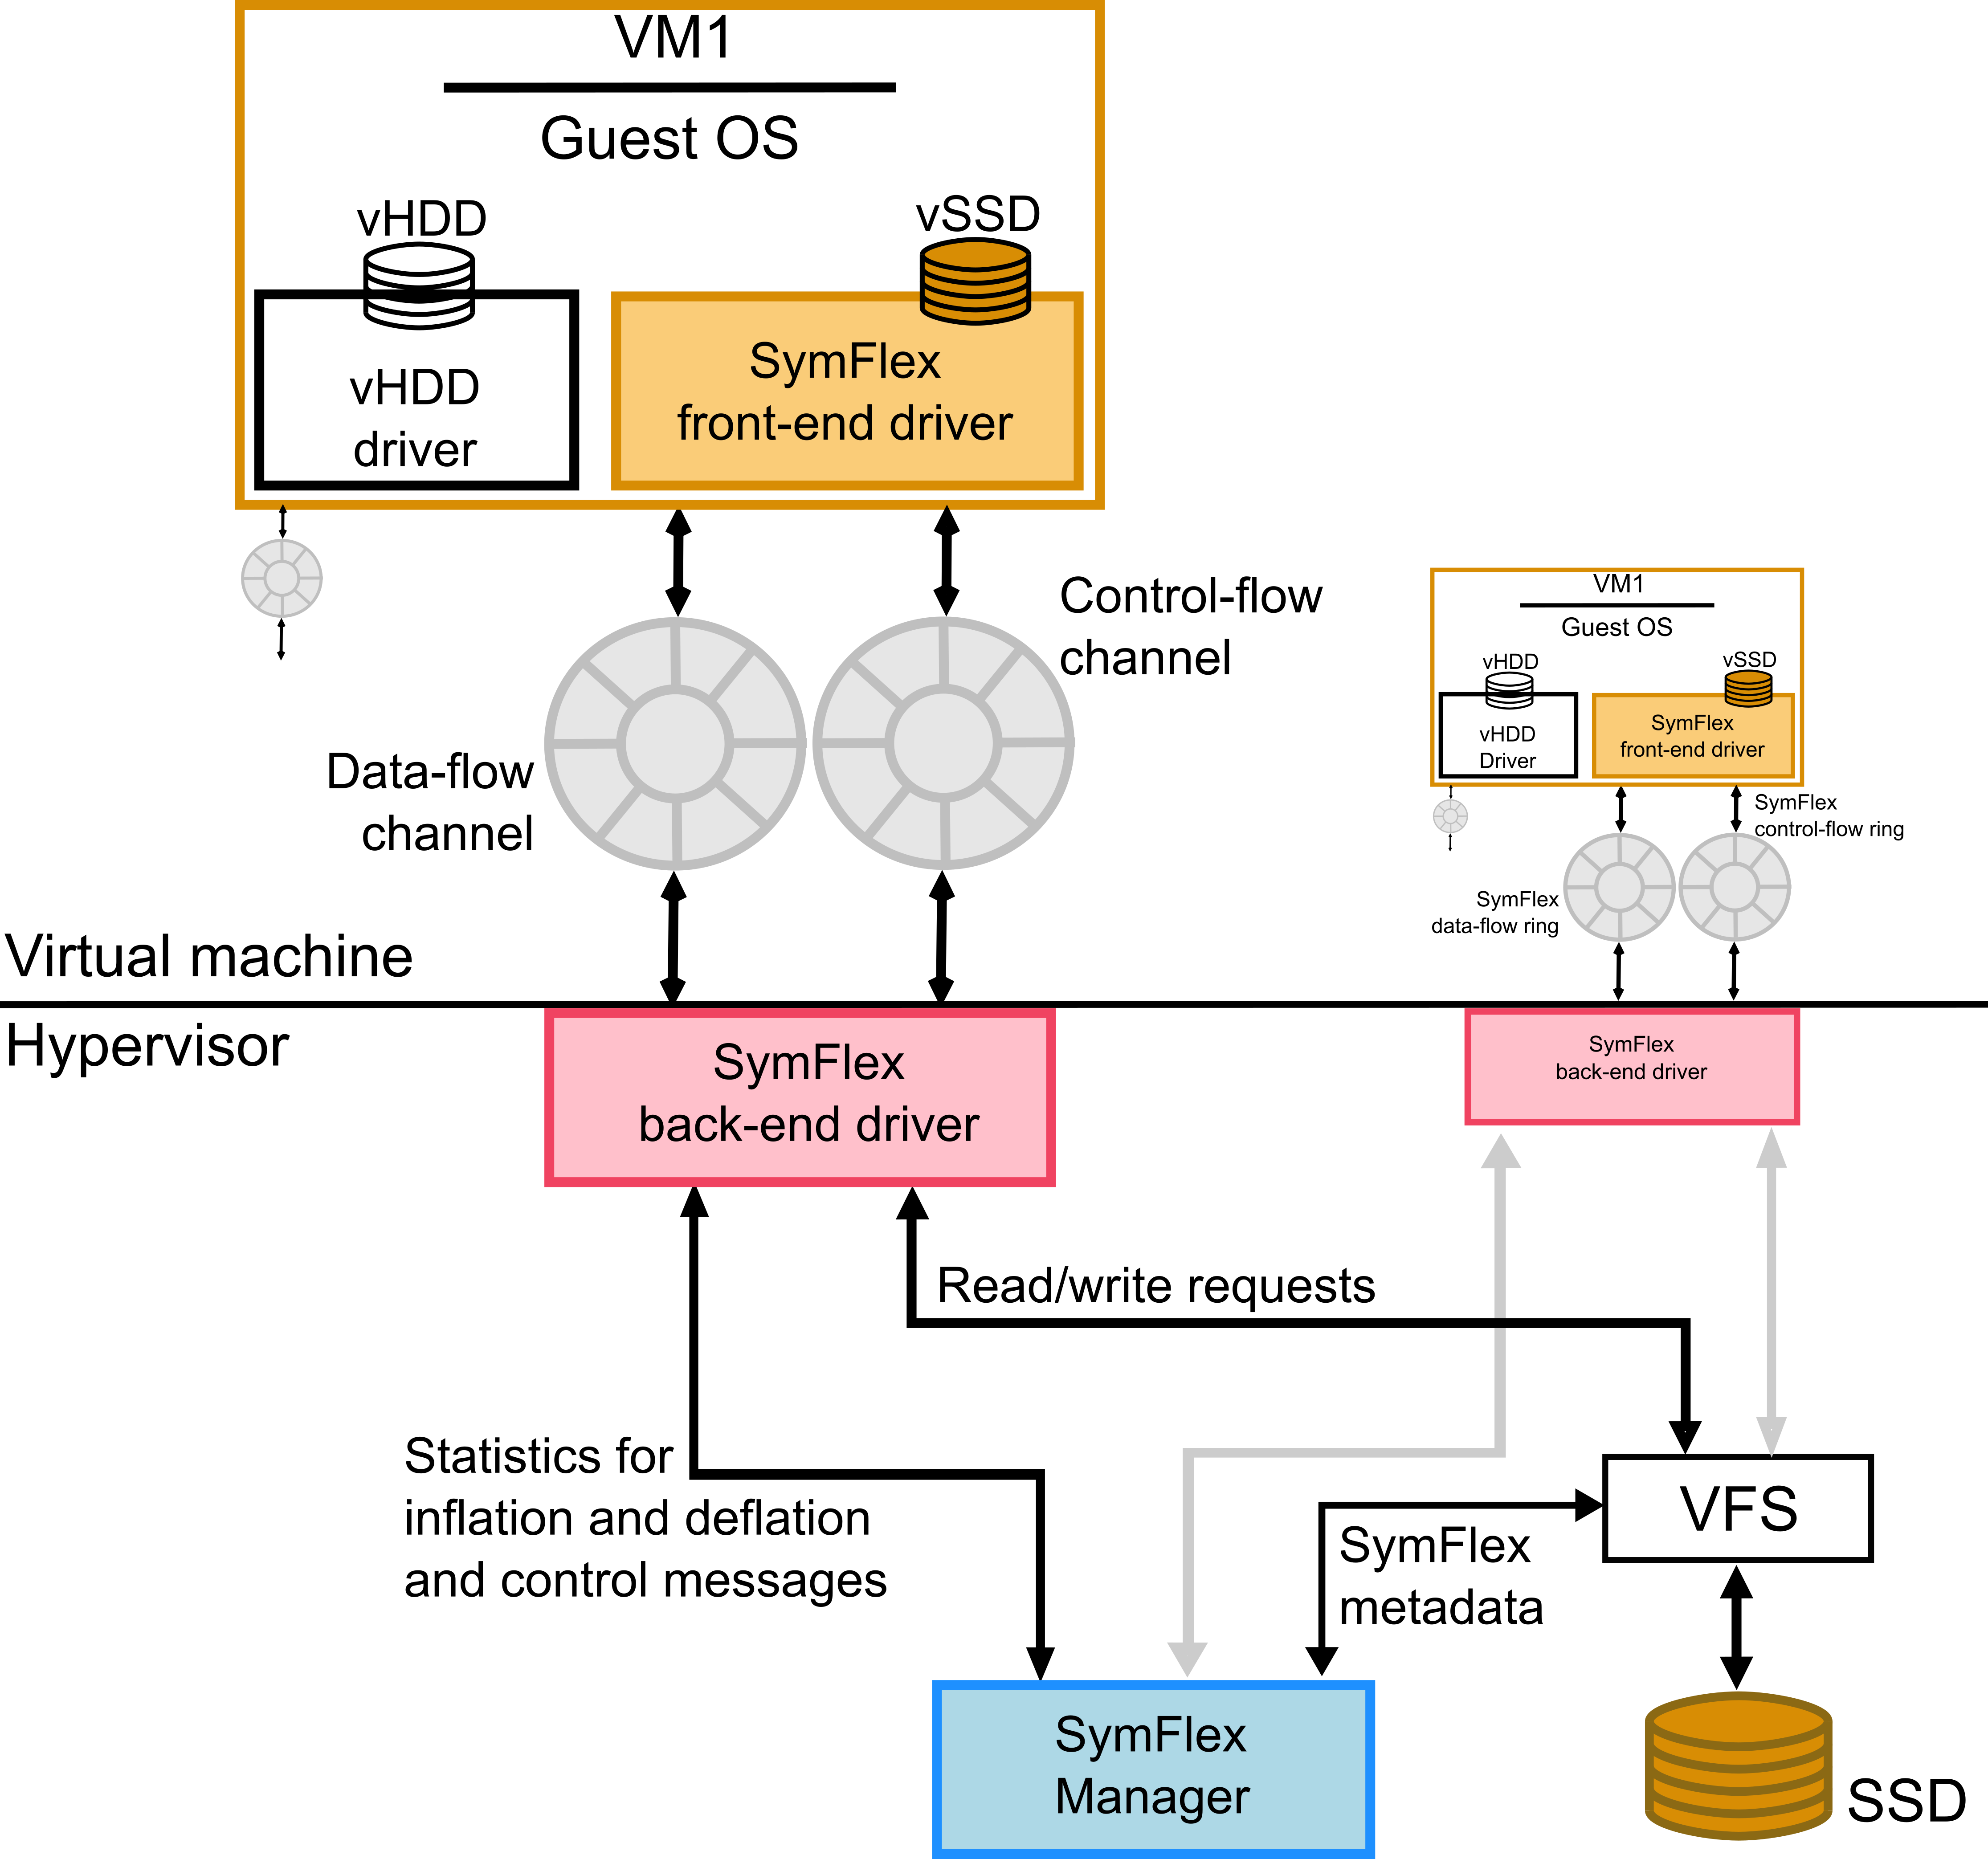 VM1
Guest OS
vHDD
vSSD
vHDD
driver
SymFlex
front-end driver
Control-flow
channel
Data-flow
channel
VM1
Guest OS
vHDD
vSSD
vHDD
Driver
SymFlex
front-end driver
SymFlex
control-flow ring
SymFlex
data-flow ring
Virtual machine
Hypervisor
SymFlex
back-end driver
SymFlex
back-end driver
Read/write requests
Statistics for
inflation and deflation
and control messages
SymFlex
metadata
VFS
SymFlex
Manager
SSD